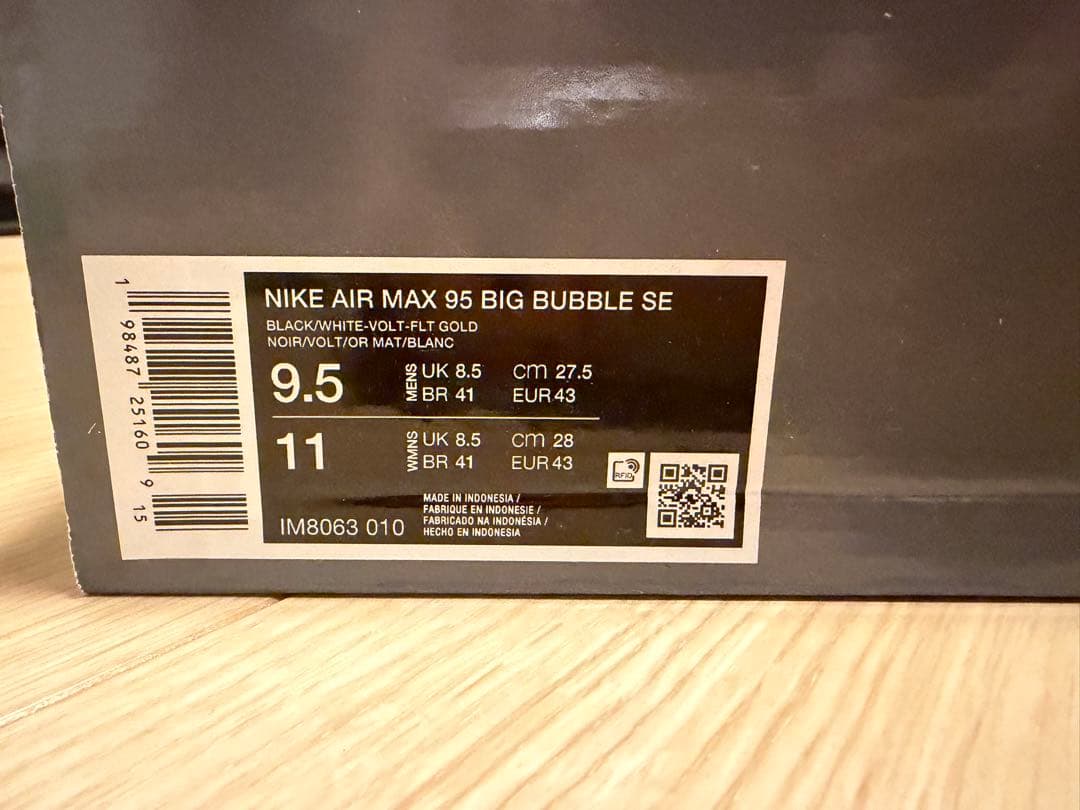 NIKE AIR MAX 95 BIG BUBBLE SE
BLACK/WHITE-VOLT-FLT GOLD
NOIR/VOLT/OR MAT/BLANC
9.5 MENS UK 8.5 cm 27.5
BR 41 EUR 43
11 WMNS UK 8.5 cm 28
BR 41 EUR 43
RFID
MADE IN INDONESIA /
FABRIQUE EN INDONESIE /
FABRICADO NA INDONÉSIA /
HECHO EN INDONESIA
IM8063 010
1 98487 25160 9 15